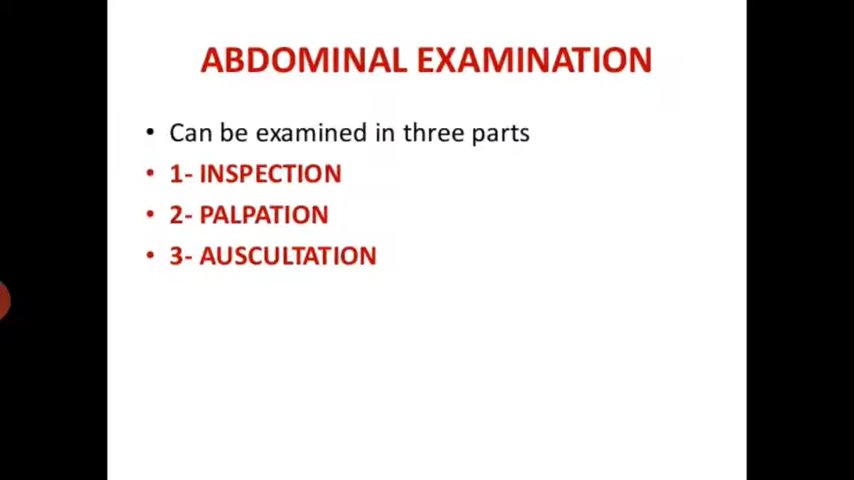 ABDOMINAL EXAMINATION
• Can be examined in three parts
• 1- INSPECTION
• 2- PALPATION
• 3- AUSCULTATION